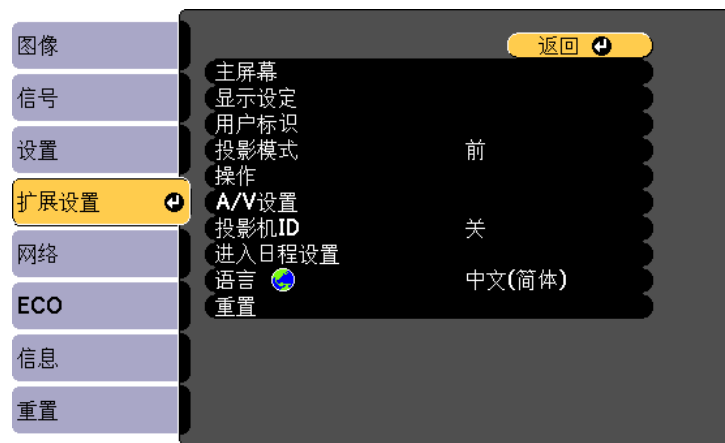 图像
信号
设置
扩展设置
网络
ECO
信息
重置
返回
主屏幕
显示设定
用户标识
投影模式 前
操作
A/V设置
投影机ID 关
进入日程设置
语言 中文(简体)
重置